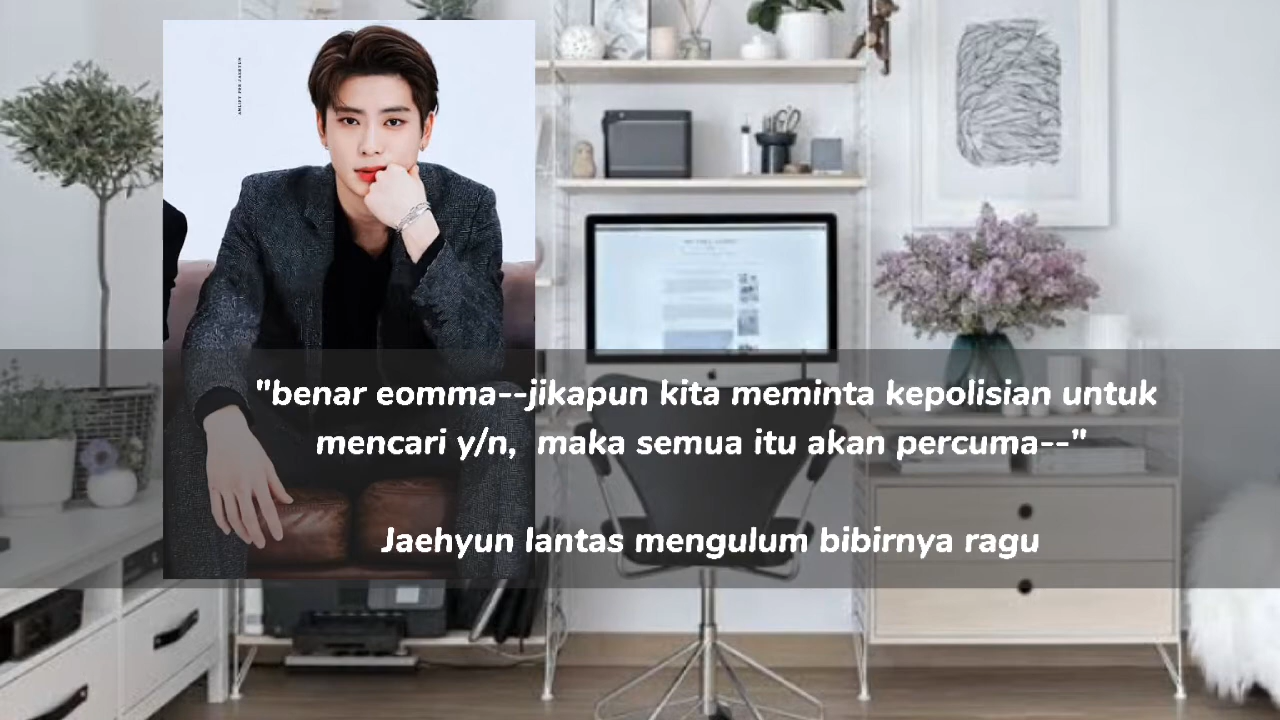 "benar eomma--jikapun kita meminta kepolisian untuk
mencari y/n, maka semua itu akan percuma--"
Jaehyun lantas mengulum bibirnya ragu